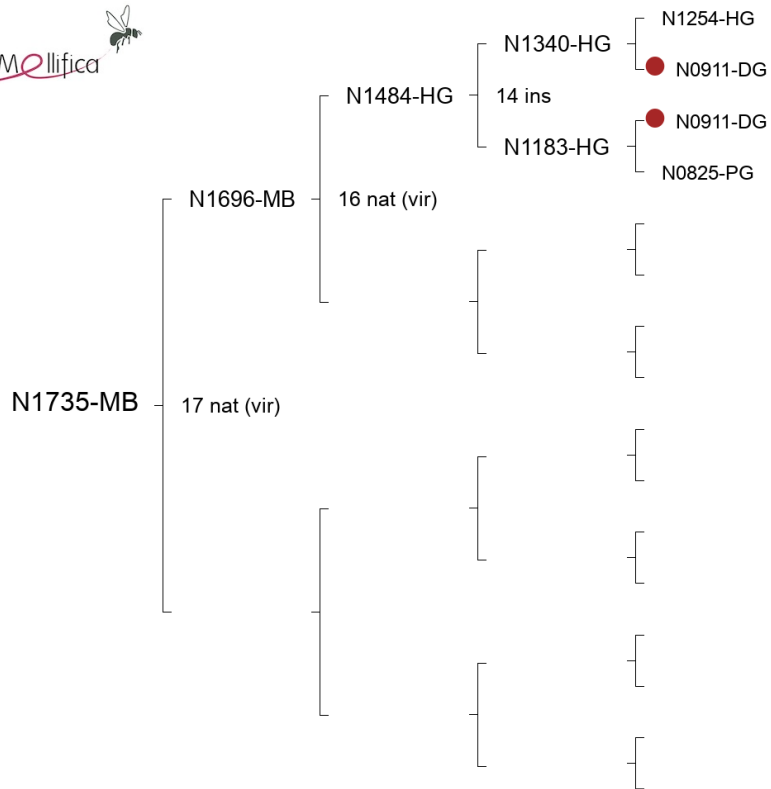 Mellifica
N1254-HG
N1340-HG
N0911-DG
N1484-HG
14 ins
N0911-DG
N1183-HG
N0825-PG
N1696-MB
16 nat (vir)
N1735-MB
17 nat (vir)